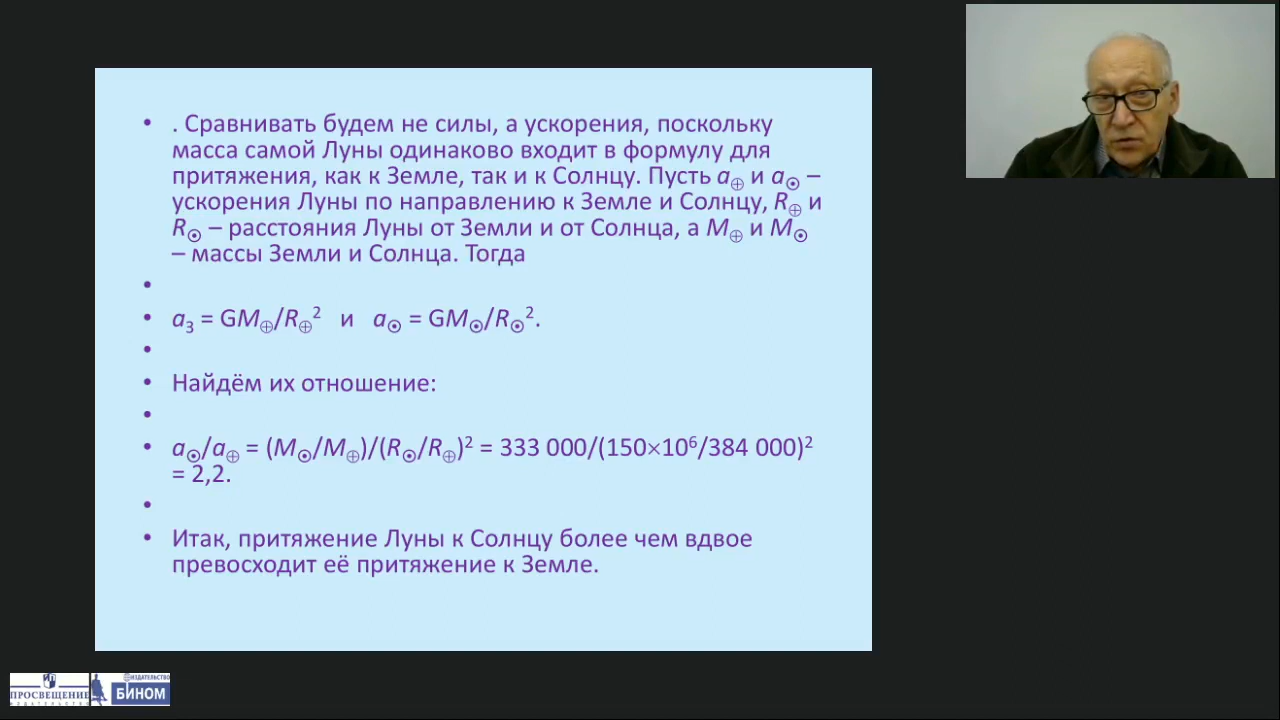 • . Сравнивать будем не силы, а ускорения, поскольку
масса самой Луны одинаково входит в формулу для
притяжения, как к Земле, так и к Солнцу. Пусть a⊕ и a☉ –
ускорения Луны по направлению к Земле и Солнцу, R⊕ и
R☉ – расстояния Луны от Земли и от Солнца, а M⊕ и M☉
– массы Земли и Солнца. Тогда
•
• a₃ = GM⊕/R⊕² и a☉ = GM☉/R☉².
•
• Найдём их отношение:
•
• a☉/a⊕ = (M☉/M⊕)/(R☉/R⊕)² = 333 000/(150×10⁶/384 000)²
= 2,2.
•
• Итак, притяжение Луны к Солнцу более чем вдвое
превосходит её притяжение к Земле.
ПРОСВЕЩЕНИЕ
ИЗДАТЕЛЬСТВО
ИЗДАТЕЛЬСТВО
БИНОМ